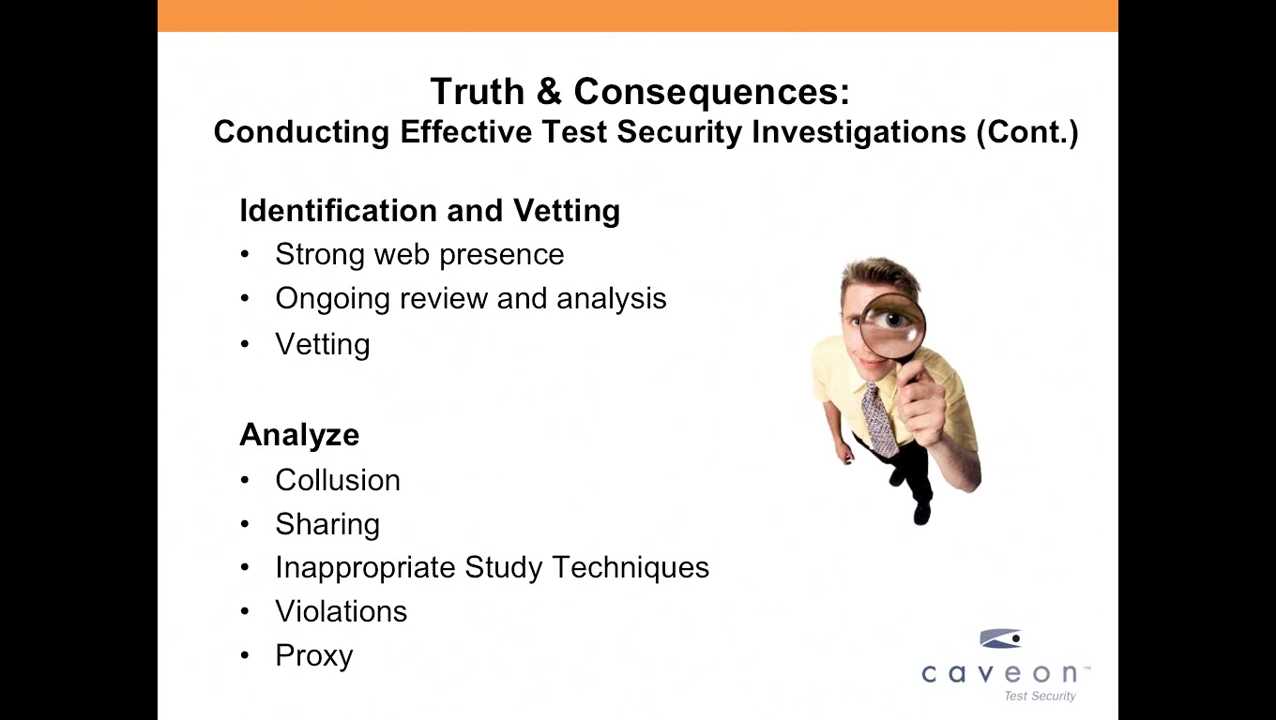 Truth & Consequences:
Conducting Effective Test Security Investigations (Cont.)
Identification and Vetting
• Strong web presence
• Ongoing review and analysis
• Vetting
Analyze
• Collusion
• Sharing
• Inappropriate Study Techniques
• Violations
• Proxy
caveon™
Test Security